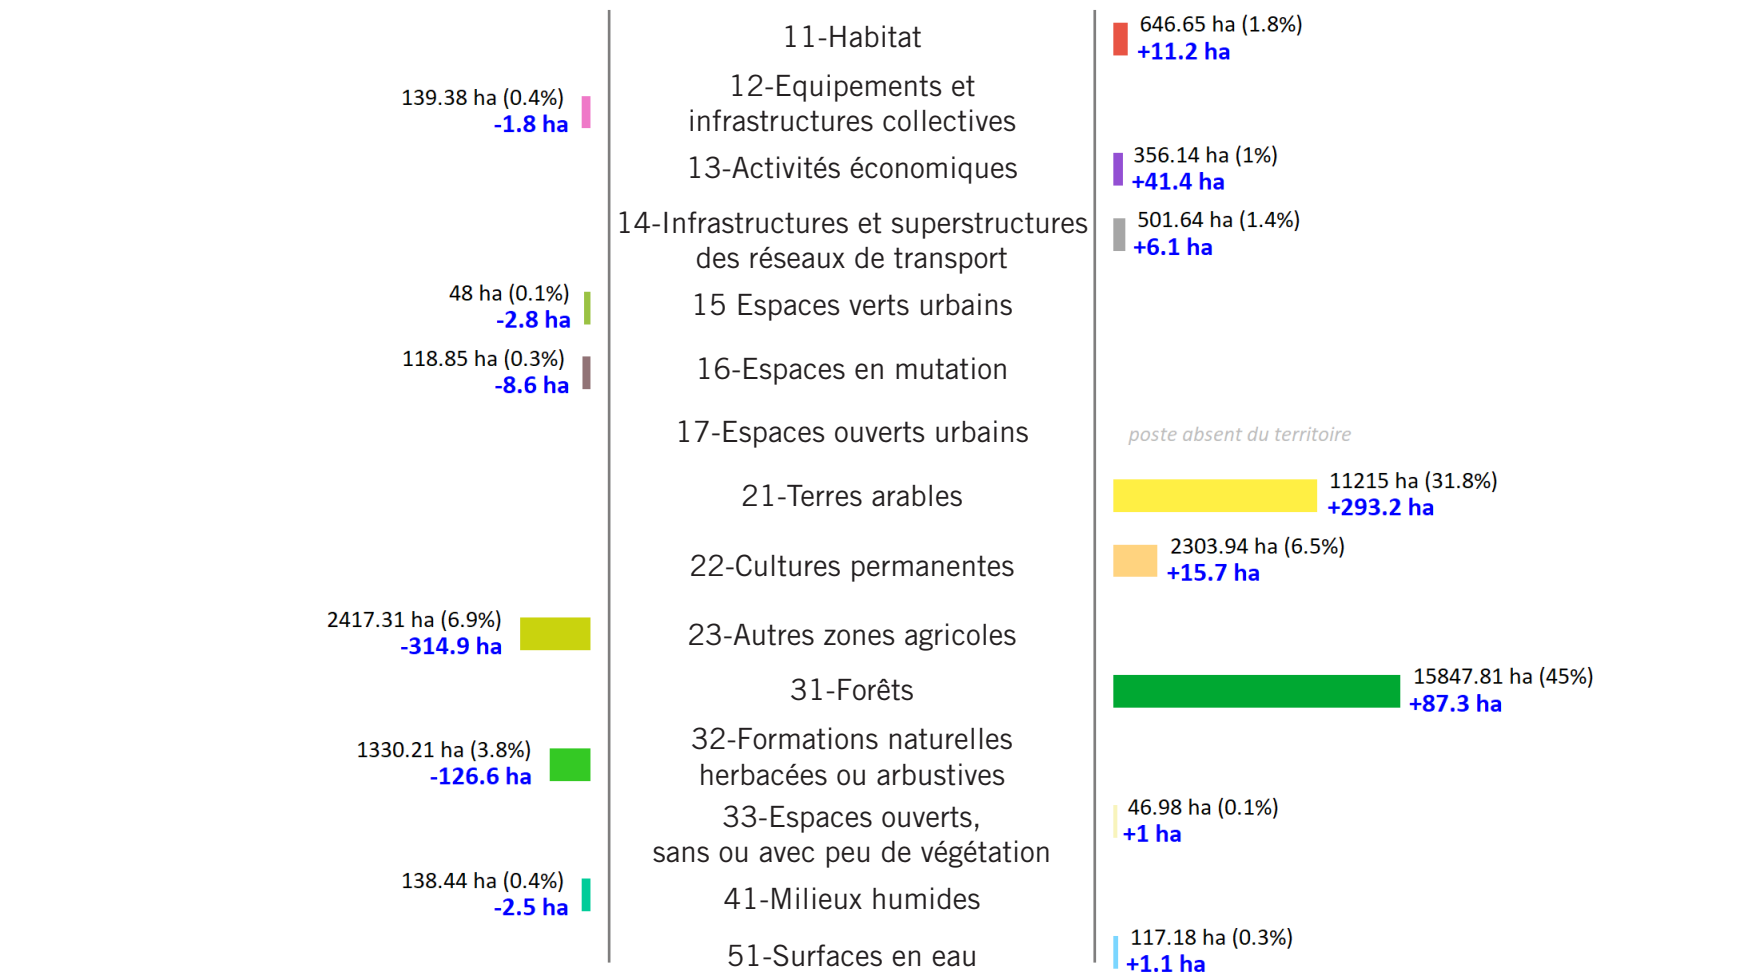 11-Habitat
646.65 ha (1.8%)
+11.2 ha
139.38 ha (0.4%)
-1.8 ha
12-Equipements et
infrastructures collectives
13-Activités économiques
356.14 ha (1%)
+41.4 ha
14-Infrastructures et superstructures
des réseaux de transport
501.64 ha (1.4%)
+6.1 ha
48 ha (0.1%)
-2.8 ha
15 Espaces verts urbains
118.85 ha (0.3%)
-8.6 ha
16-Espaces en mutation
17-Espaces ouverts urbains
poste absent du territoire
21-Terres arables
11215 ha (31.8%)
+293.2 ha
22-Cultures permanentes
2303.94 ha (6.5%)
+15.7 ha
2417.31 ha (6.9%)
-314.9 ha
23-Autres zones agricoles
31-Forêts
15847.81 ha (45%)
+87.3 ha
1330.21 ha (3.8%)
-126.6 ha
32-Formations naturelles
herbacées ou arbustives
33-Espaces ouverts,
sans ou avec peu de végétation
46.98 ha (0.1%)
+1 ha
138.44 ha (0.4%)
-2.5 ha
41-Milieux humides
51-Surfaces en eau
117.18 ha (0.3%)
+1.1 ha